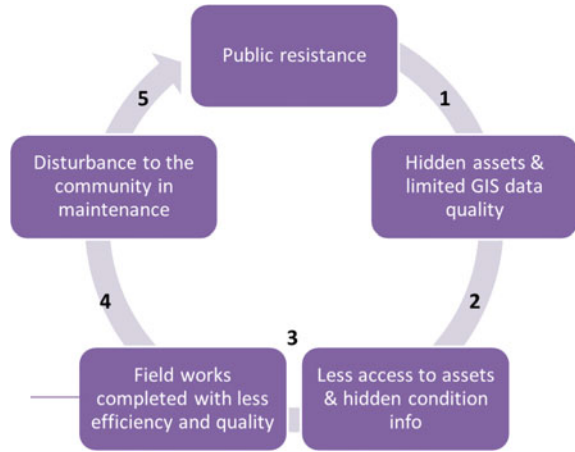 Public resistance
1
Hidden assets &
limited GIS data
quality
2
Less access to assets
& hidden condition
info
3
Field works
completed with less
efficiency and quality
4
Disturbance to the
community in
maintenance
5